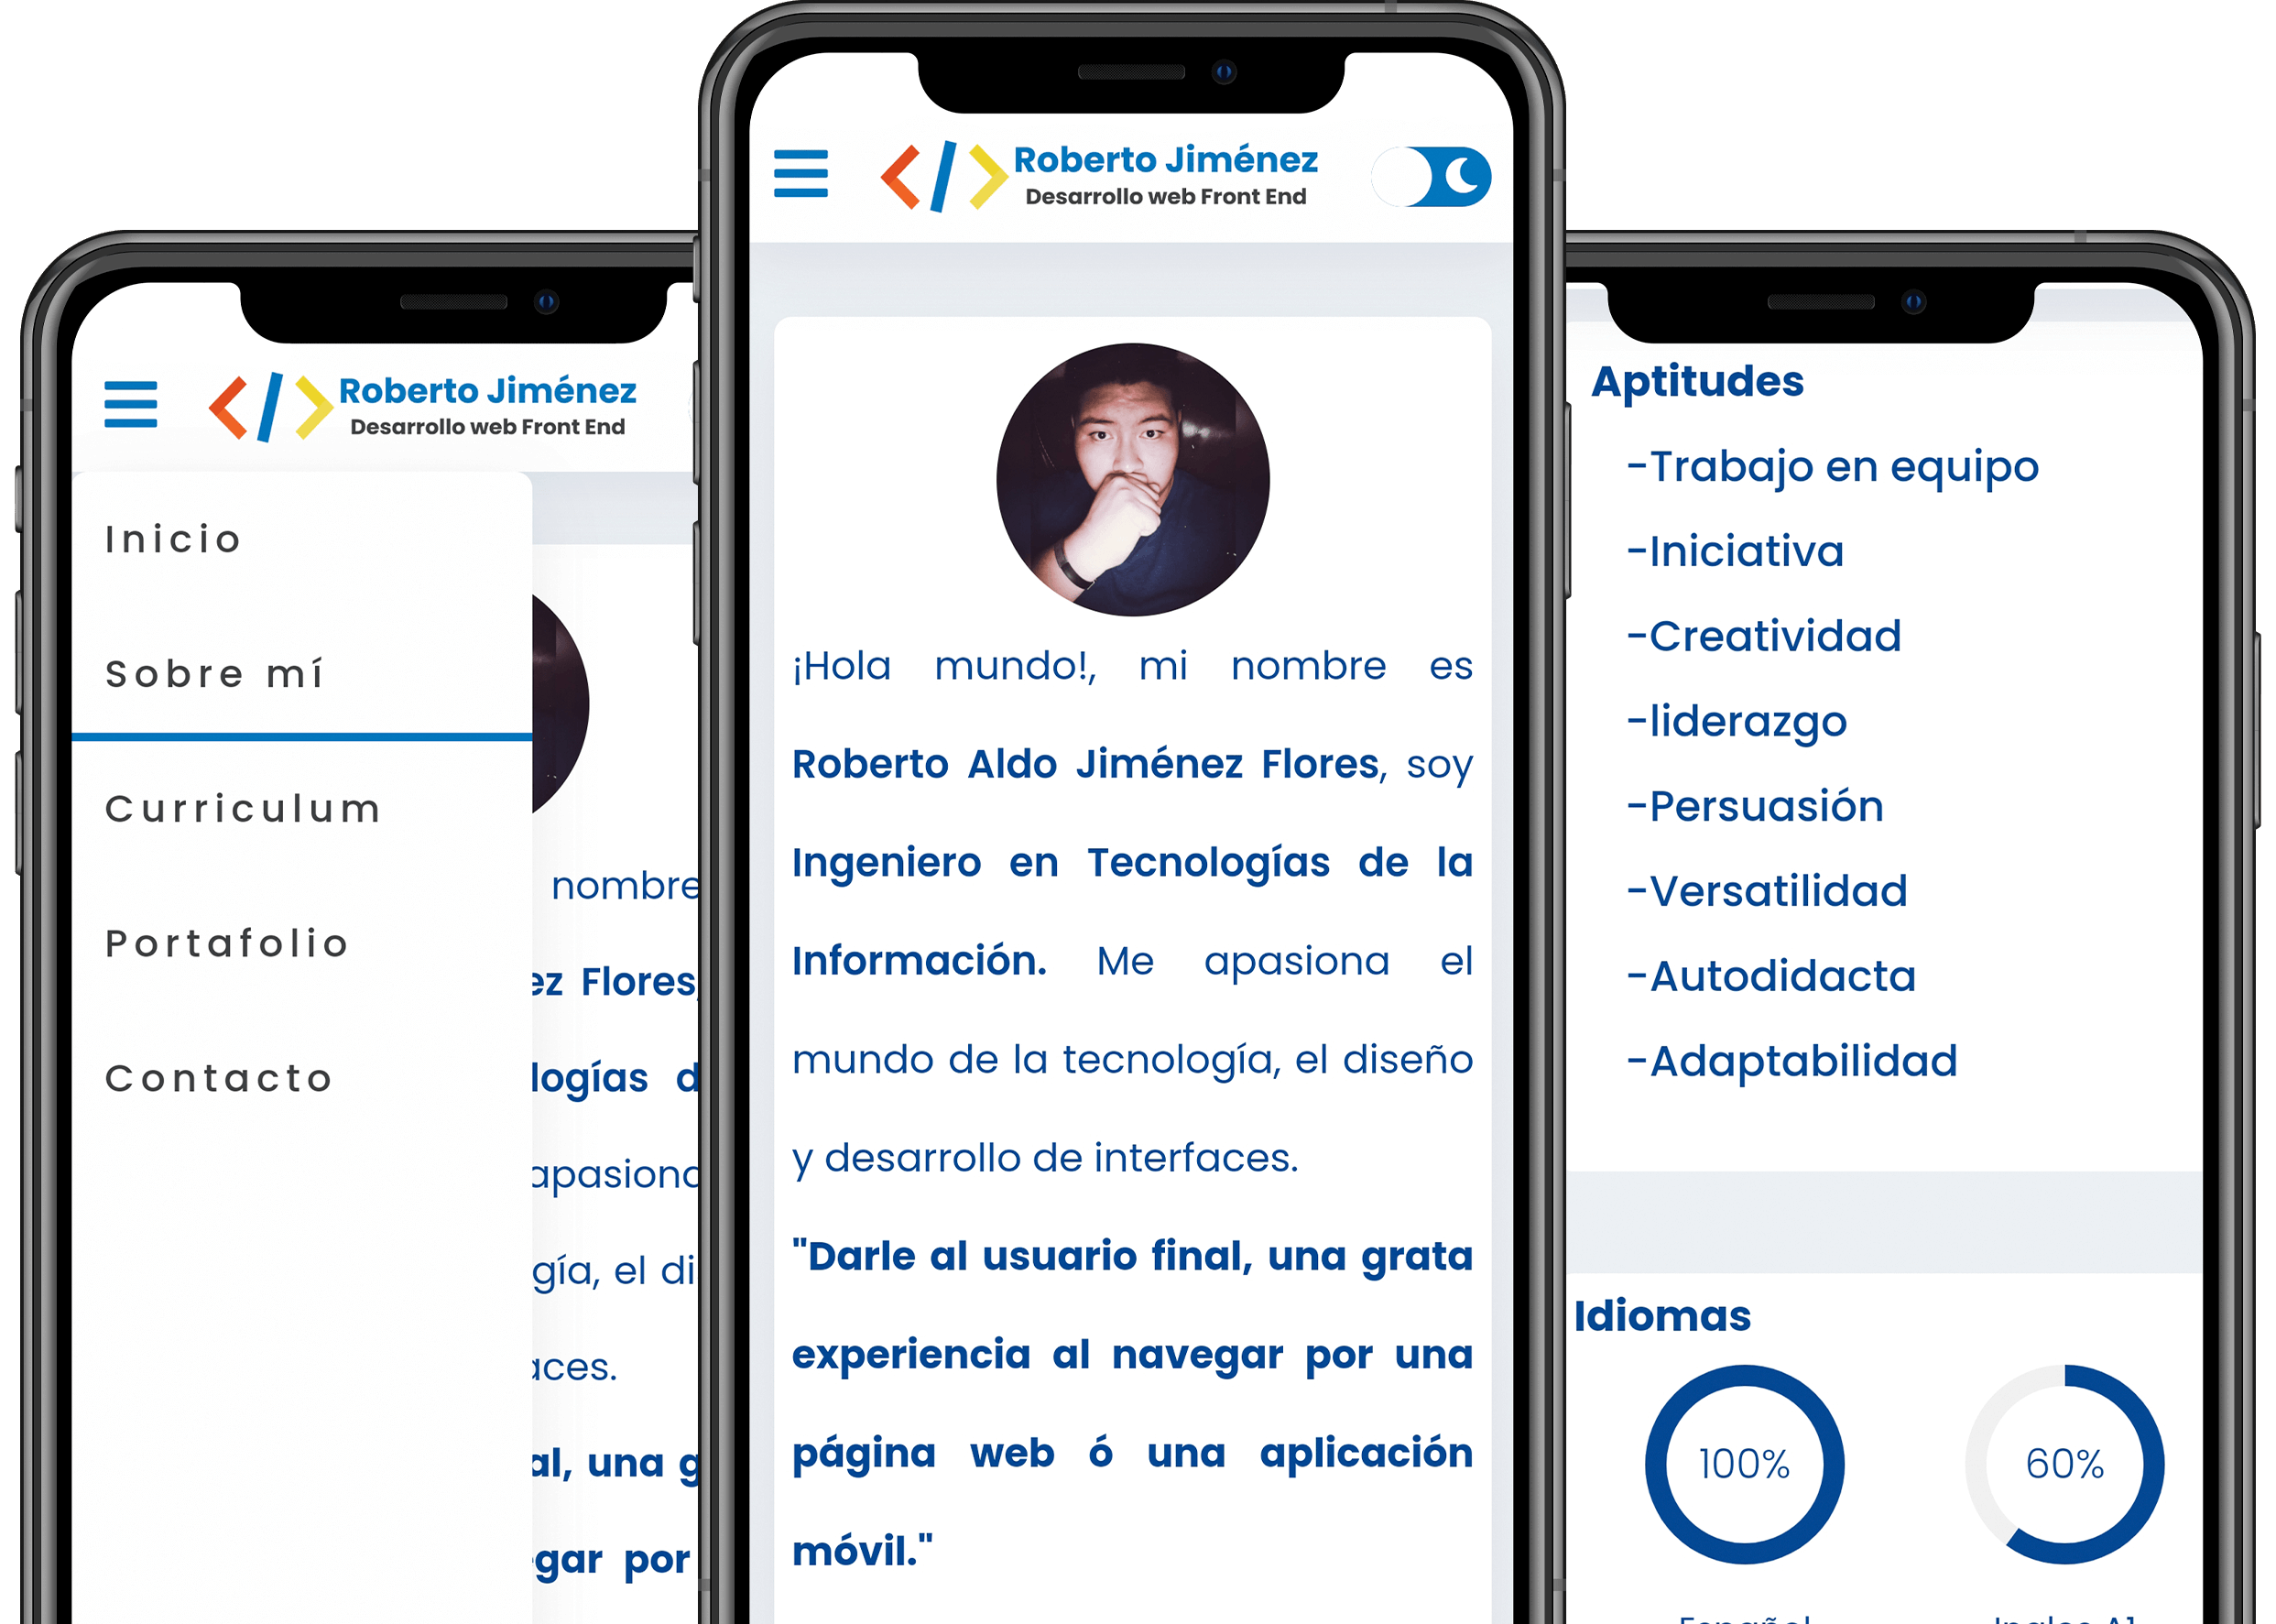 Roberto Jiménez
Desarrollo web Front End
Inicio
Sobre mí
Curriculum
Portafolio
Contacto
nombre
ez Flores,
logías d
apasiona
gía, el di
aces.
al, una g
gar por
Roberto Jiménez
Desarrollo web Front End
¡Hola mundo!, mi nombre es
Roberto Aldo Jiménez Flores, soy
Ingeniero en Tecnologías de la
Información. Me apasiona el
mundo de la tecnología, el diseño
y desarrollo de interfaces.
"Darle al usuario final, una grata
experiencia al navegar por una
página web ó una aplicación
móvil."
Aptitudes
-Trabajo en equipo
-Iniciativa
-Creatividad
-liderazgo
-Persuasión
-Versatilidad
-Autodidacta
-Adaptabilidad
Idiomas
100%
60%
Español
Ingles A1